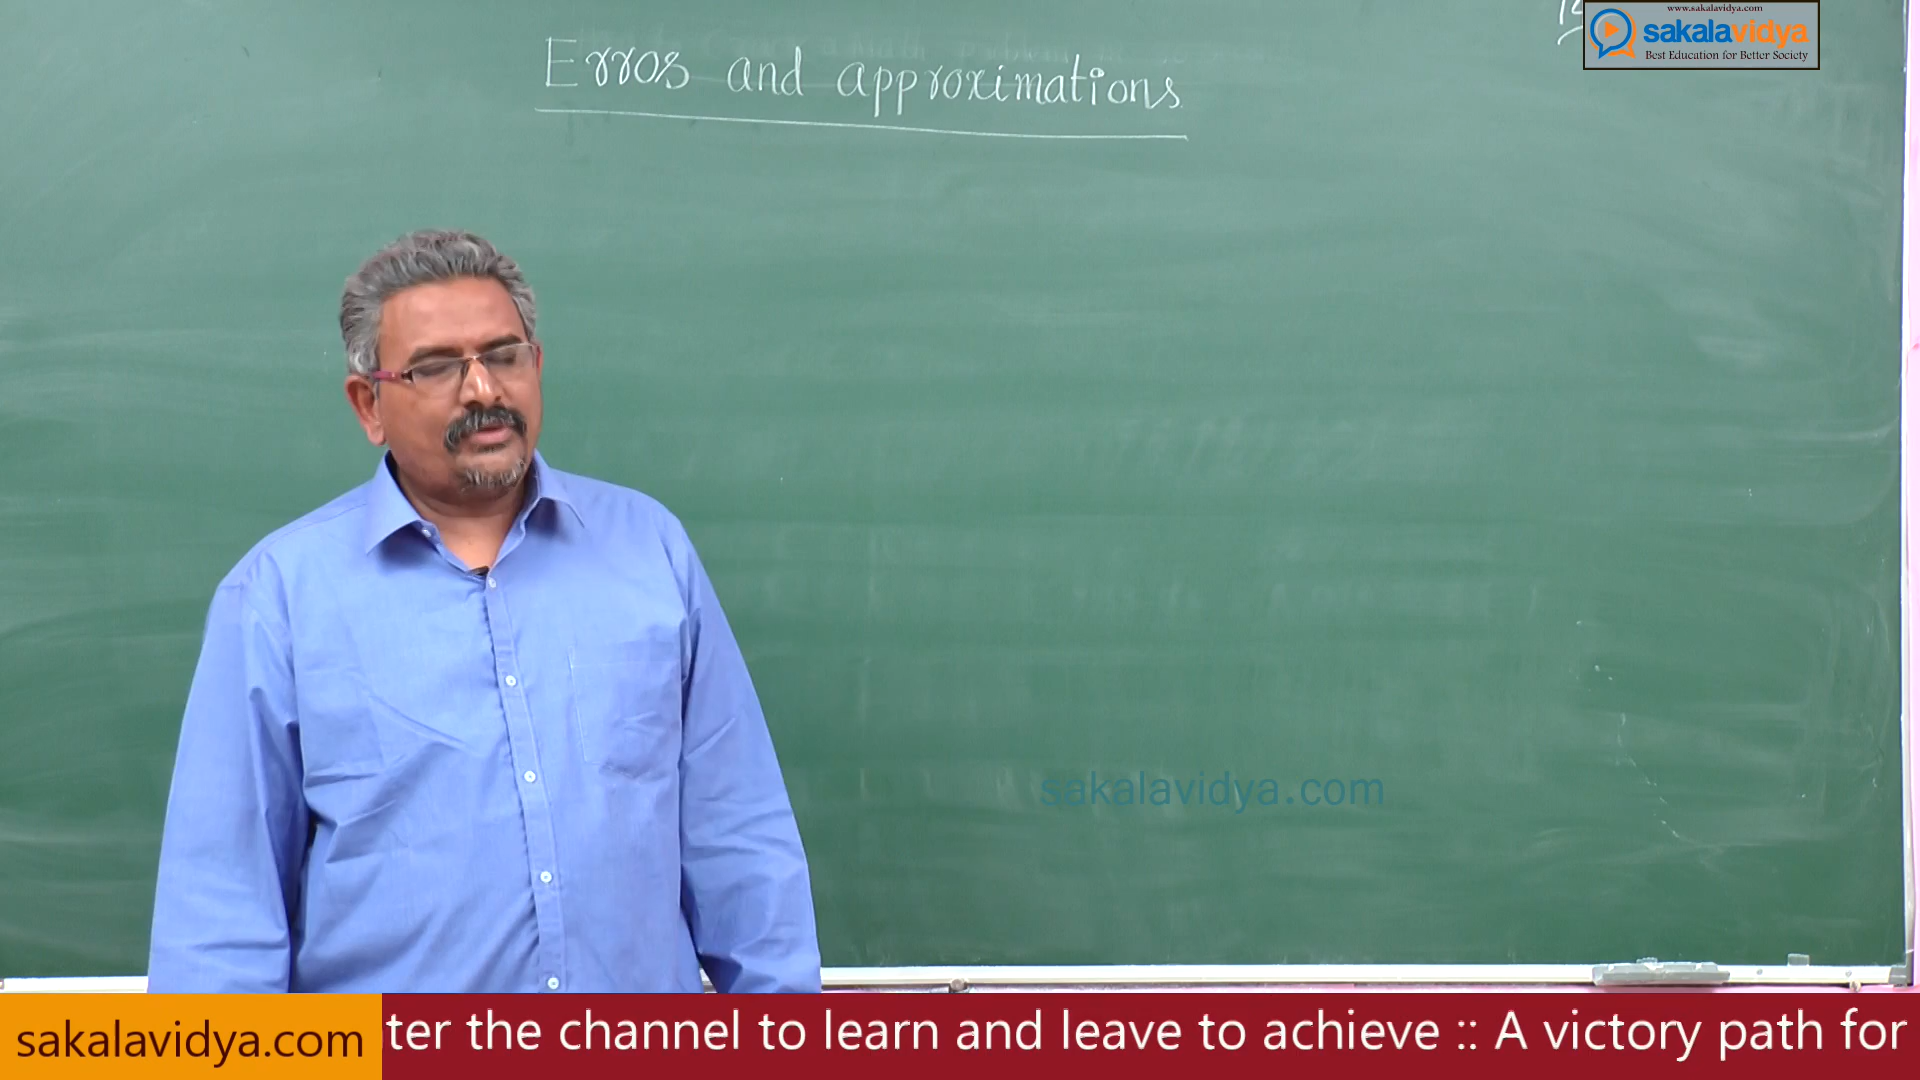 www.sakalavidya.com
sakalavidya
Best Education for Better Society
Erros and approximations
sakalavidya.com
sakalavidya.com
ter the channel to learn and leave to achieve :: A victory path for